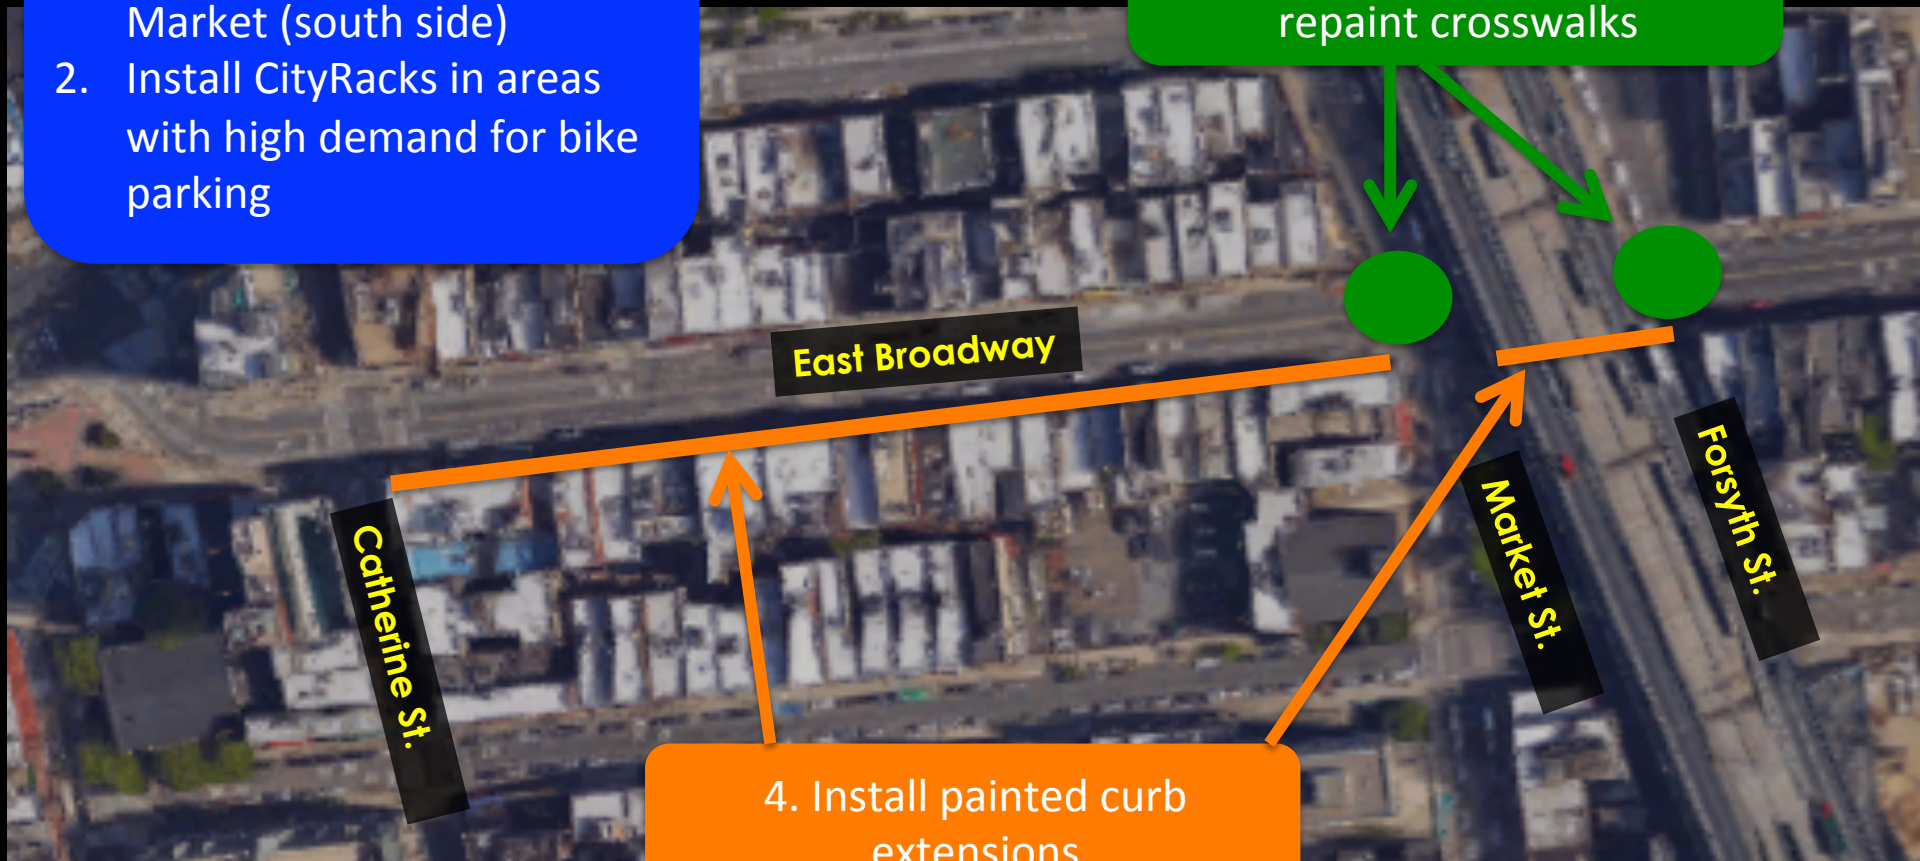 Market (south side)
2. Install CityRacks in areas
with high demand for bike
parking
repaint crosswalks
East Broadway
Catherine St.
Market St.
Forsyth St.
4. Install painted curb
extensions